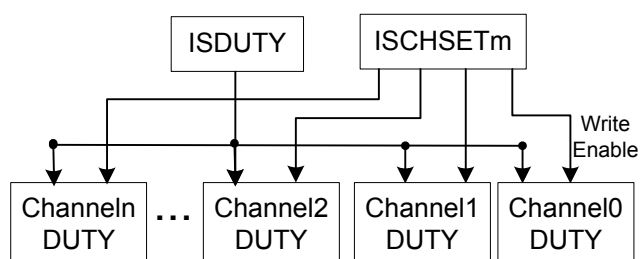 ISDUTY
ISCHSETm
Write
Enable
Channeln
DUTY
...
Channel2
DUTY
Channel1
DUTY
Channel0
DUTY